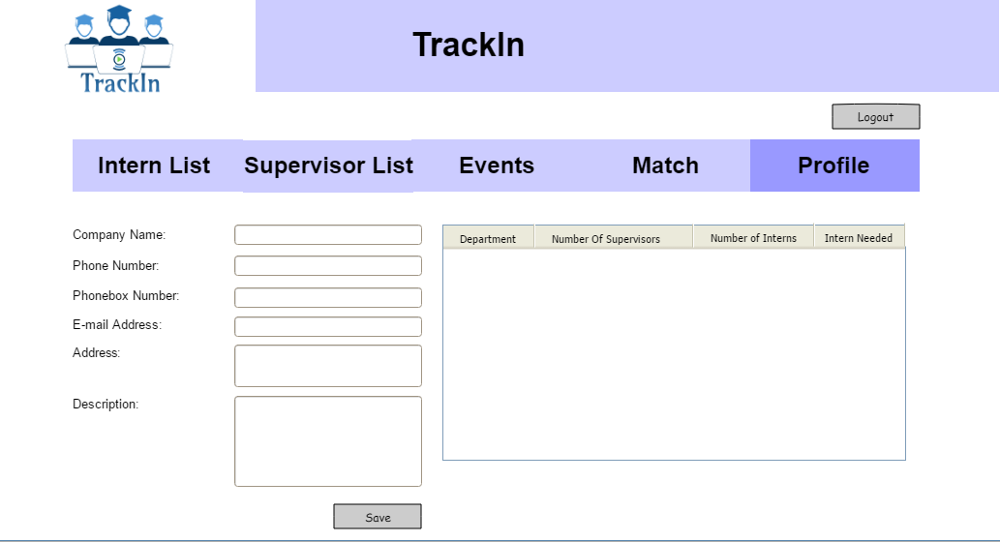 TrackIn
TrackIn
Logout
Intern List Supervisor List Events Match Profile
Company Name:
Phone Number:
Phonebox Number:
E-mail Address:
Address:
Description:
Department Number Of Supervisors Number of Interns Intern Needed
Save